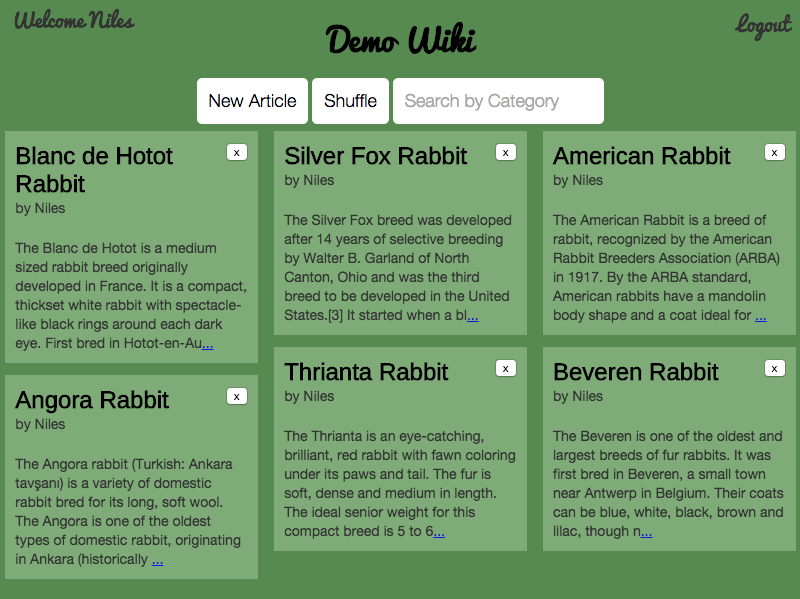 Welcome Niles
Logout
Demo Wiki
New Article
Shuffle
Search by Category
Blanc de Hotot
Rabbit
x
by Niles
The Blanc de Hotot is a medium
sized rabbit breed originally
developed in France. It is a compact,
thickset white rabbit with spectacle-
like black rings around each dark
eye. First bred in Hotot-en-Au...
Silver Fox Rabbit
x
by Niles
The Silver Fox breed was developed
after 14 years of selective breeding
by Walter B. Garland of North
Canton, Ohio and was the third
breed to be developed in the United
States.[3] It started when a bl...
American Rabbit
x
by Niles
The American Rabbit is a breed of
rabbit, recognized by the American
Rabbit Breeders Association (ARBA)
in 1917. By the ARBA standard,
American rabbits have a mandolin
body shape and a coat ideal for ...
Angora Rabbit
x
by Niles
The Angora rabbit (Turkish: Ankara
tavşanı) is a variety of domestic
rabbit bred for its long, soft wool.
The Angora is one of the oldest
types of domestic rabbit, originating
in Ankara (historically ...
Thrianta Rabbit
x
by Niles
The Thrianta is an eye-catching,
brilliant, red rabbit with fawn coloring
under its paws and tail. The fur is
soft, dense and medium in length.
The ideal senior weight for this
compact breed is 5 to 6...
Beveren Rabbit
x
by Niles
The Beveren is one of the oldest and
largest breeds of fur rabbits. It was
first bred in Beveren, a small town
near Antwerp in Belgium. Their coats
can be blue, white, black, brown and
lilac, though n...